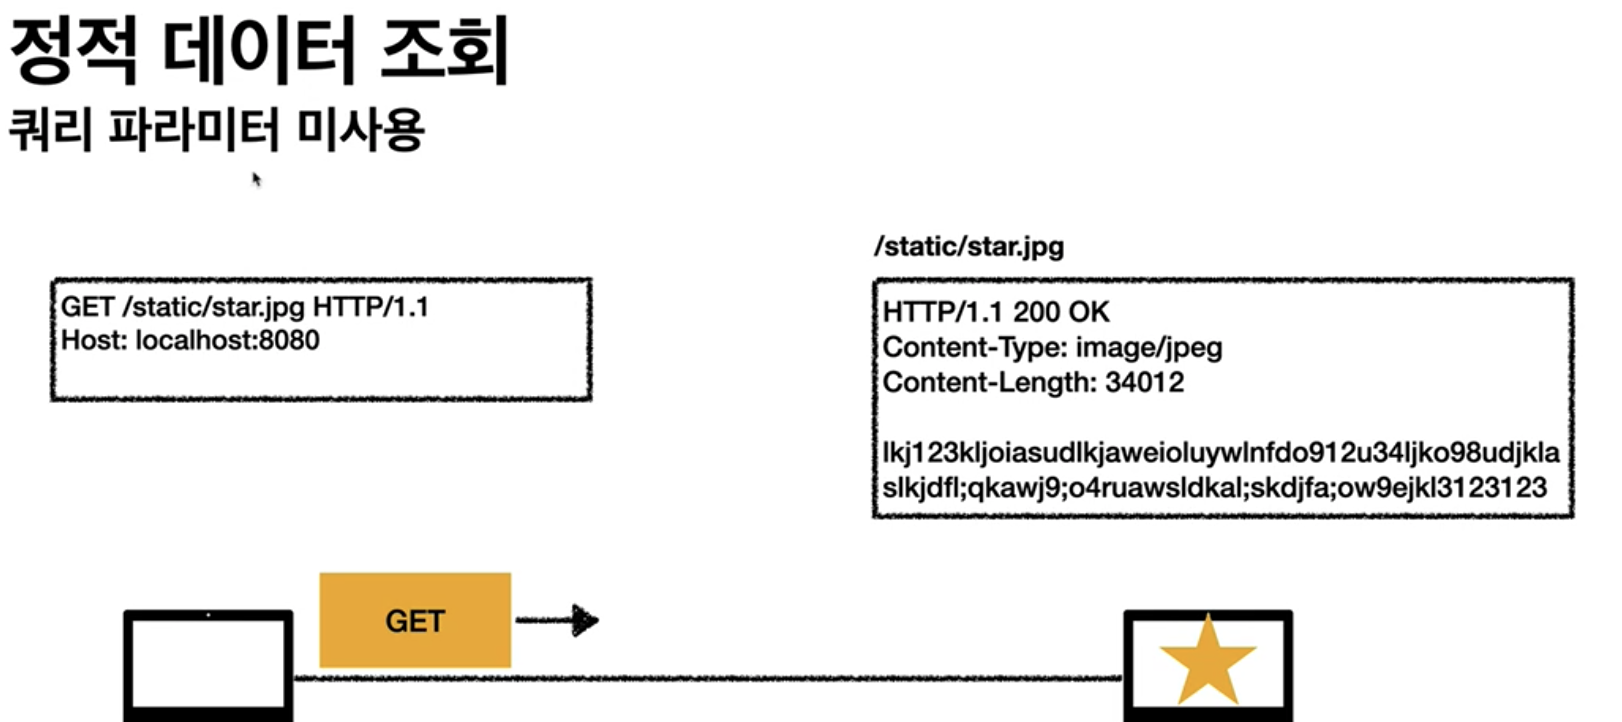 정적 데이터 조회
쿼리 파라미터 미사용
GET /static/star.jpg HTTP/1.1
Host: localhost:8080
/static/star.jpg
HTTP/1.1 200 OK
Content-Type: image/jpeg
Content-Length: 34012
lkj123kljoiasudlkjaweioluywlnfdo912u34ljko98udjkla
slkjdfl;qkawj9;o4ruawsldkal;skdjfa;ow9ejkl3123123
GET